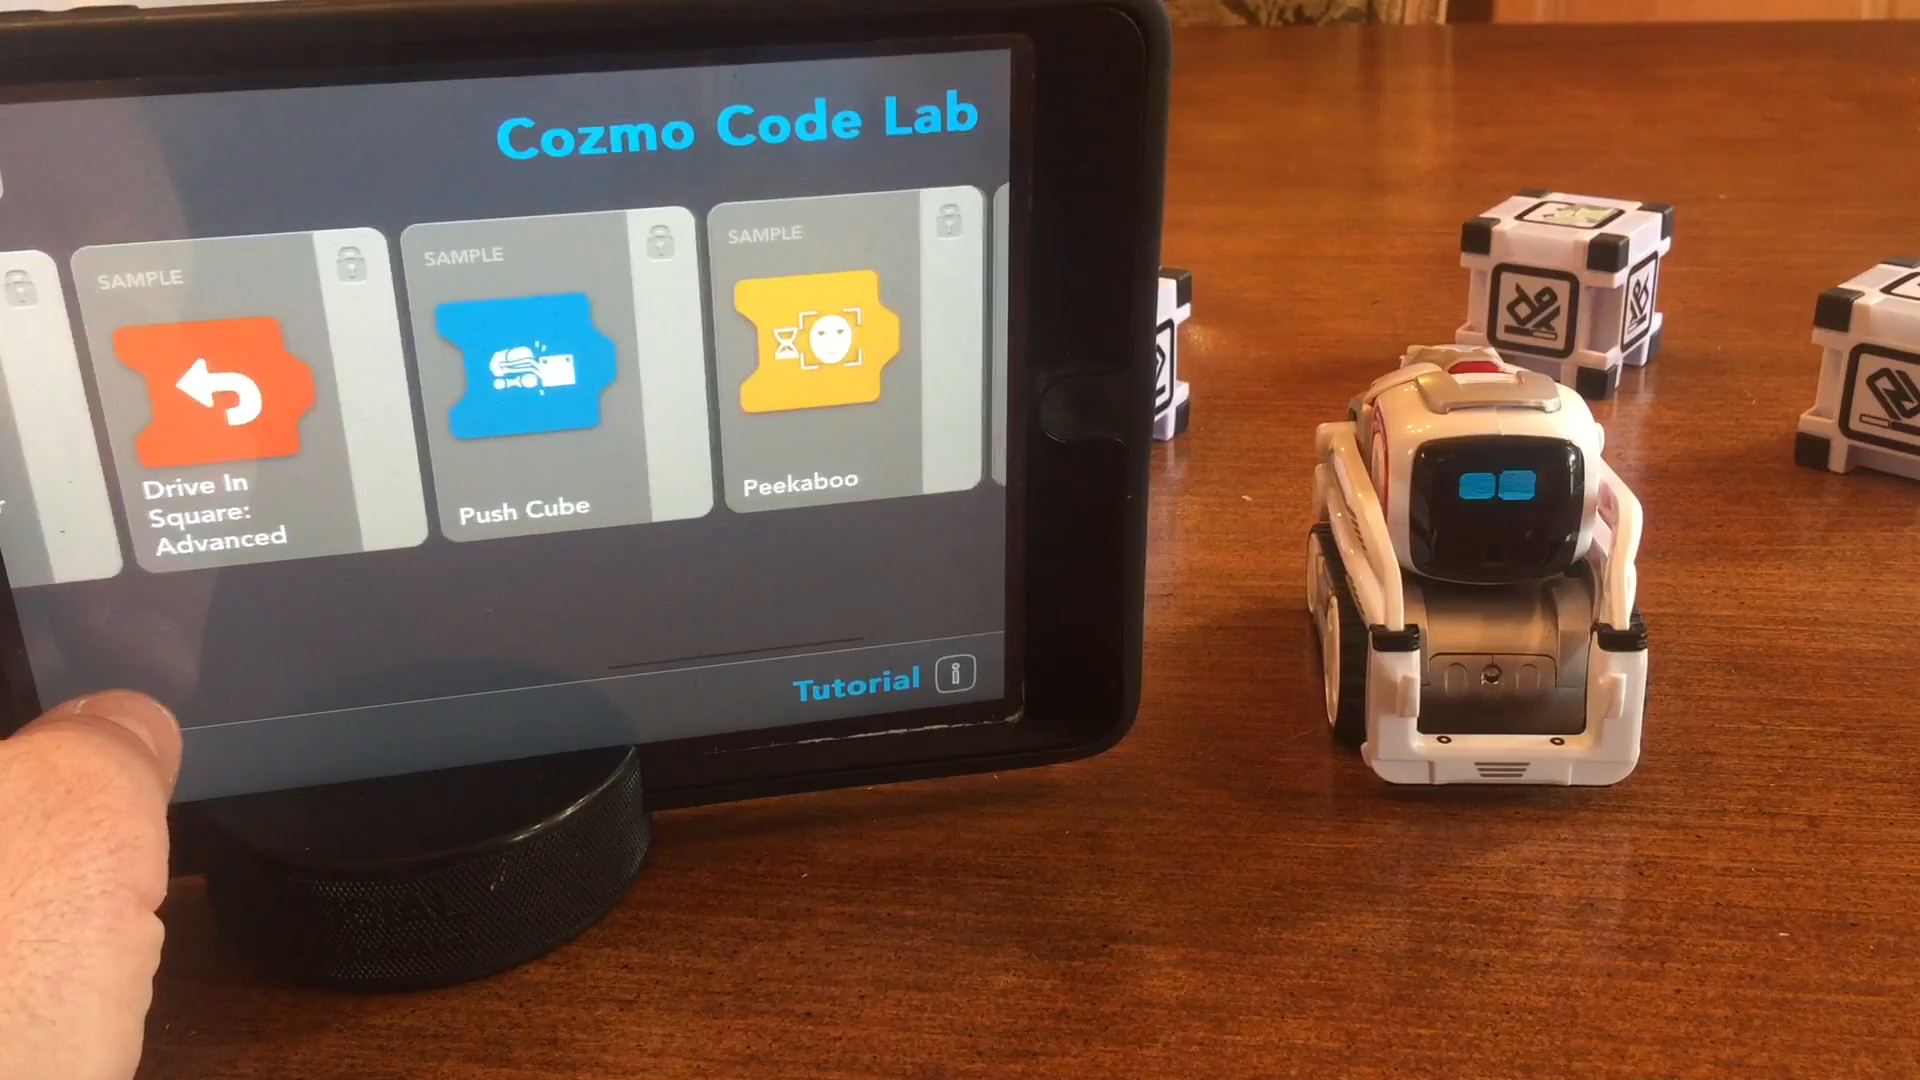 Cozmo Code Lab
SAMPLE
Drive In
Square:
Advanced
SAMPLE
Push Cube
SAMPLE
Peekaboo
Tutorial